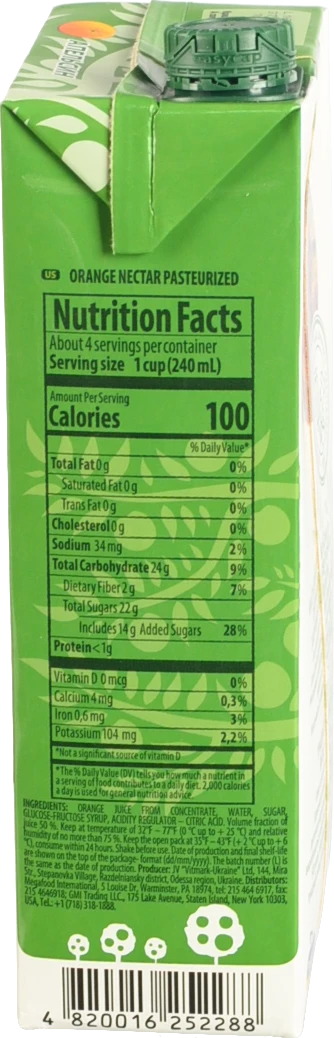 АПЕЛЬСИН
US ORANGE NECTAR PASTEURIZED
Nutrition Facts
About 4 servings per container
Serving size 1 cup (240 mL)
Amount Per Serving
Calories 100
% Daily Value*
Total Fat 0 g 0%
Saturated Fat 0 g 0%
Trans Fat 0 g 0%
Cholesterol 0 g 0%
Sodium 34 mg 2%
Total Carbohydrate 24 g 9%
Dietary Fiber 2 g 7%
Total Sugars 22 g
Includes 14 g Added Sugars 28%
Protein <1g
Vitamin D 0 mcg 0%
Calcium 4 mg 0,3%
Iron 0,6 mg 3%
Potassium 104 mg 2,2%
*Not a significant source of vitamin D
*The % Daily Value (DV) tells you how much a nutrient in
a serving of food contributes to a daily diet. 2,000 calories
a day is used for general nutrition advice.
INGREDIENTS: ORANGE JUICE FROM CONCENTRATE, WATER, SUGAR,
GLUCOSE-FRUCTOSE SYRUP, ACIDITY REGULATOR – CITRIC ACID. Volume fraction of
juice 50 %. Keep at temperature of 32°F – 77°F (0 °C up to + 25 °C) and relative
humidity of no more than 75 %. Keep the open pack at 35°F – 43°F (+ 2 °C up to + 6
°C), consume within 24 hours. Shake before use. Date of production and final shelf-life
are shown on the top of the package- format (dd/mm/yyyy). The batch number (L) is
the same as the date of production. Producer: JV "Vitmark-Ukraine" Ltd, 144, Mira
Str., Stepanovka Village, Razdelniansky district, Odessa region, Ukraine. Distributors:
Megafood International, 5 Louise Dr, Warminster, PA 18974, tel: 215 464 6917, fax:
215 4646918; GMI Trading LLC., 175 Lake Avenue, Staten Island, New York 10303,
USA, Tel.: +1 (718) 318-1888.
4 820016 252288